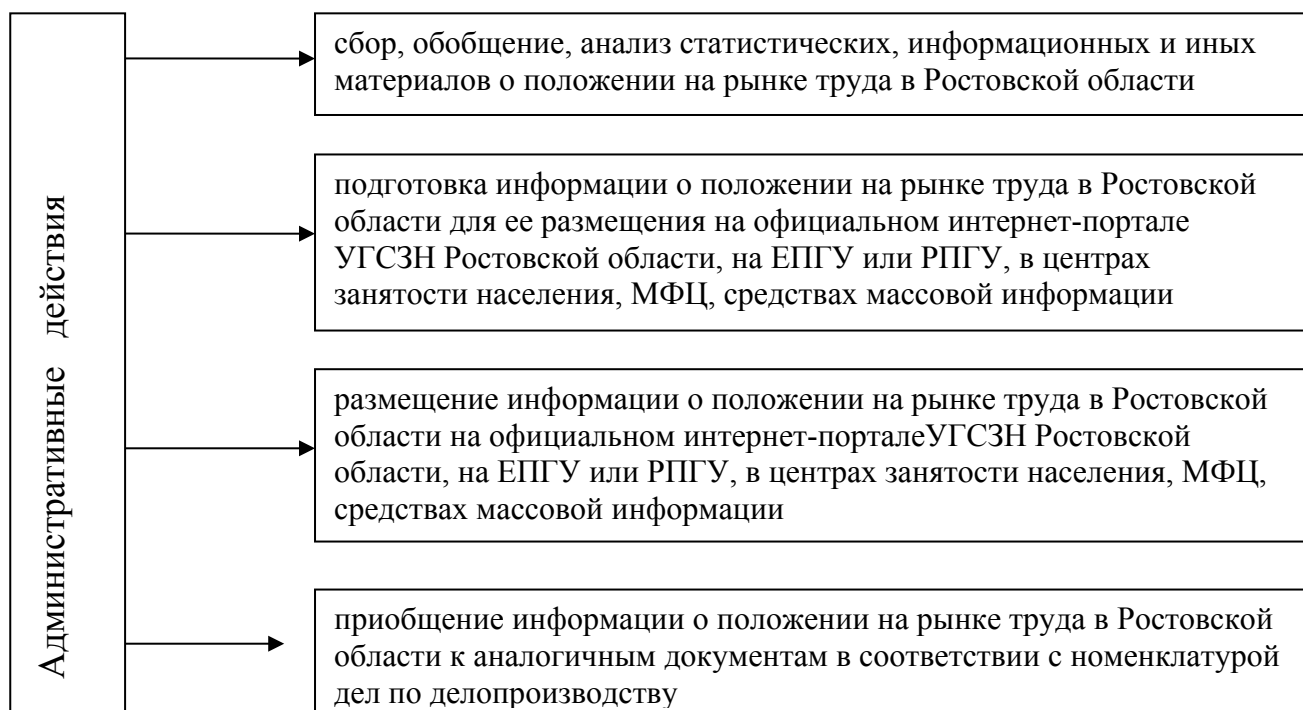 Административные действия
сбор, обобщение, анализ статистических, информационных и иных
материалов о положении на рынке труда в Ростовской области
подготовка информации о положении на рынке труда в Ростовской
области для ее размещения на официальном интернет-портале
УГСЗН Ростовской области, на ЕПГУ или РПГУ, в центрах
занятости населения, МФЦ, средствах массовой информации
размещение информации о положении на рынке труда в Ростовской
области на официальном интернет-порталеУГСЗН Ростовской
области, на ЕПГУ или РПГУ, в центрах занятости населения, МФЦ,
средствах массовой информации
приобщение информации о положении на рынке труда в Ростовской
области к аналогичным документам в соответствии с номенклатурой
дел по делопроизводству